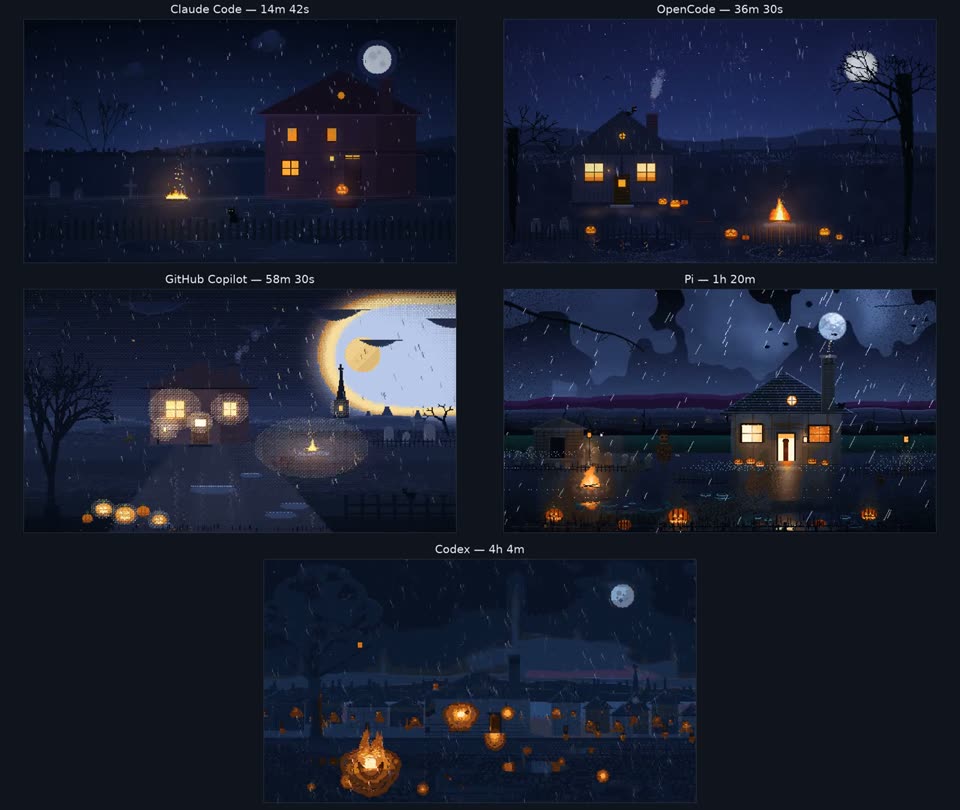 Claude Code — 14m 42s
OpenCode — 36m 30s
GitHub Copilot — 58m 30s
Pi — 1h 20m
Codex — 4h 4m